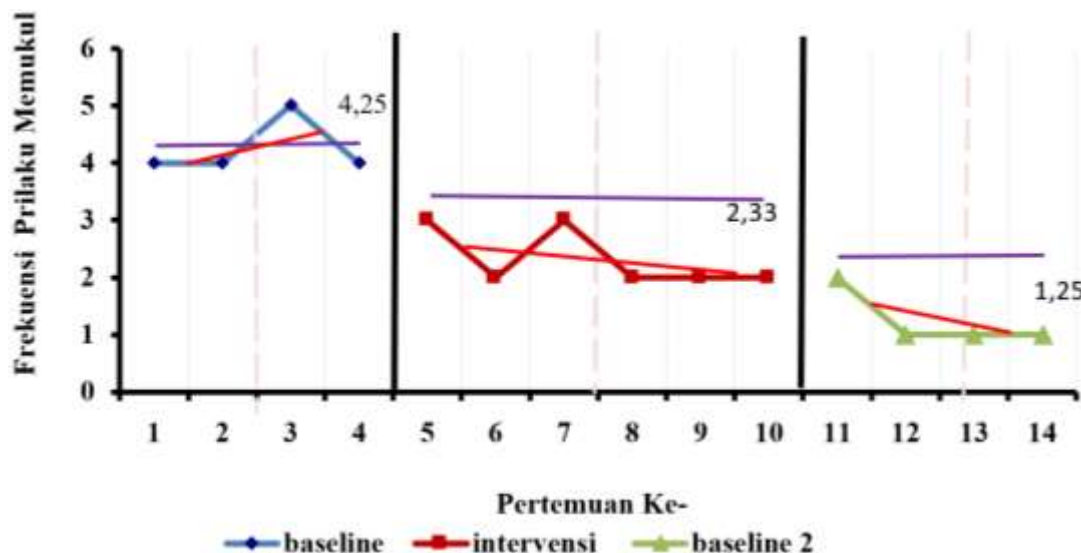 Frekuensi Prilaku Memukul
6
5
4
3
2
1
0
4,25
2,33
1,25
1 2 3 4 5 6 7 8 9 10 11 12 13 14
Pertemuan Ke-
baseline intervensi baseline 2